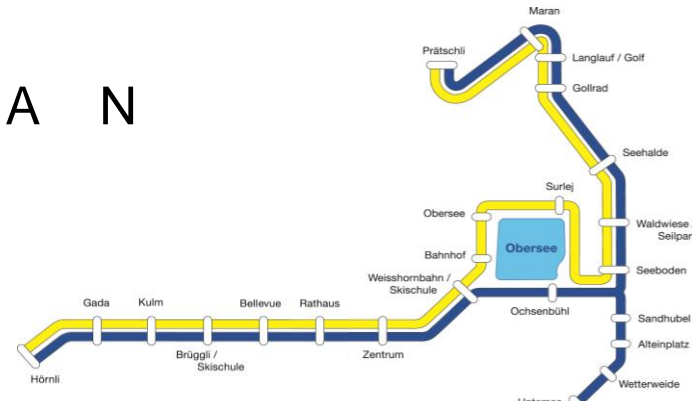 Maran
Prätschli
Langlauf / Golf
Gollrad
A N
Seehalde
Surlej
Obersee
Waldwiese
Obersee
Bahnhof
Seeboden
Weisshornbahn /
Skischule
Gada
Kulm
Bellevue
Rathaus
Ochsenbühl
Sandhubel
Alteinplatz
Brüggli /
Skischule
Zentrum
Hörnli
Wetterweide